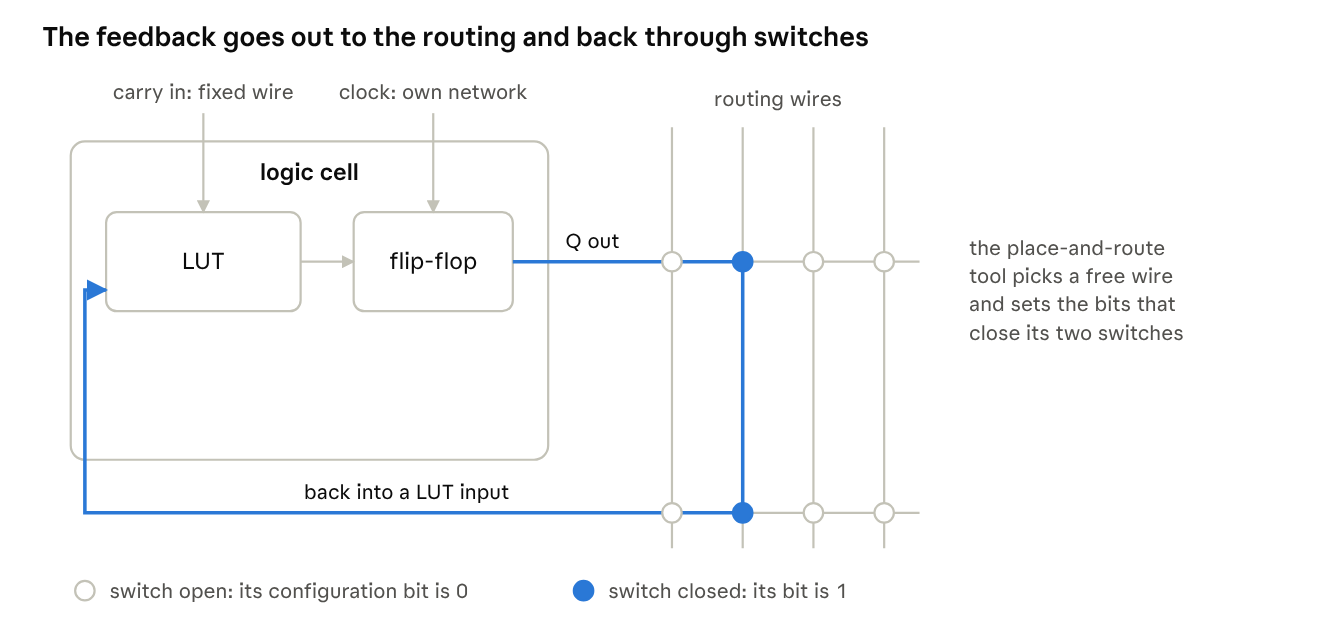 The feedback goes out to the routing and back through switches
carry in: fixed wire
clock: own network
routing wires
logic cell
LUT
flip-flop
Q out
the place-and-route
tool picks a free wire
and sets the bits that
close its two switches
back into a LUT input
switch open: its configuration bit is 0
switch closed: its bit is 1